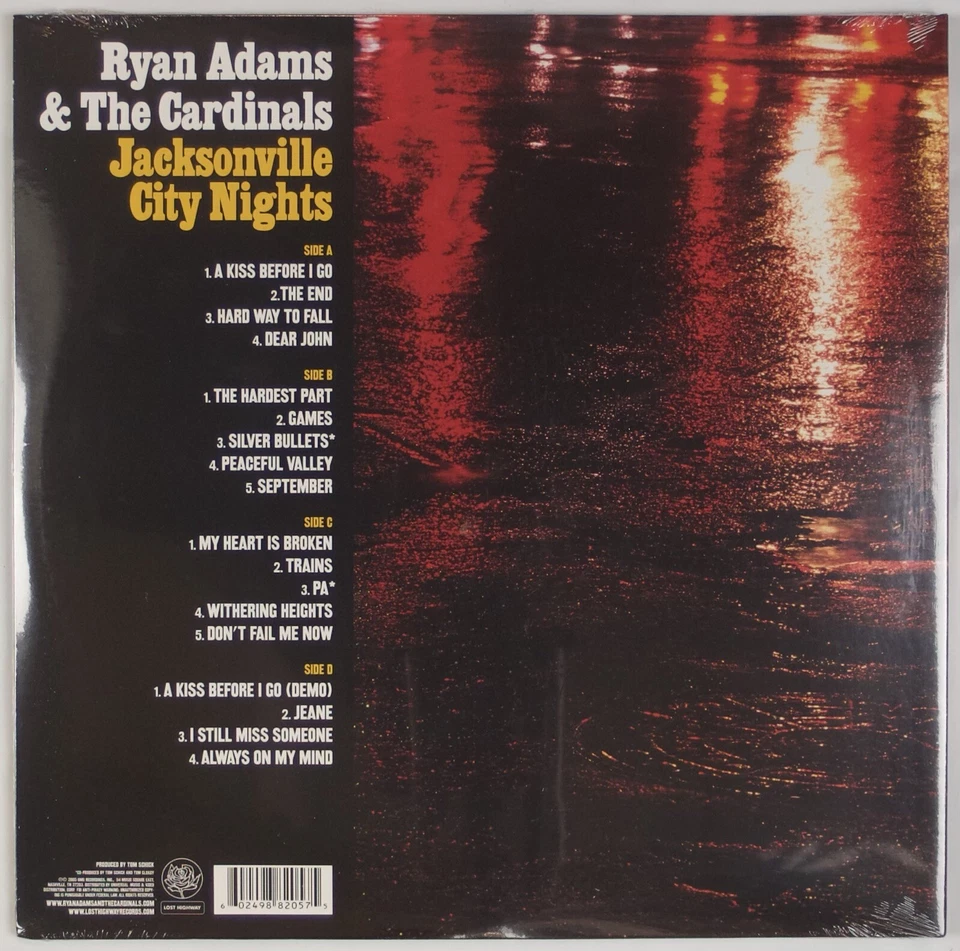 Ryan Adams
& The Cardinals
Jacksonville
City Nights
SIDE A
1. A KISS BEFORE I GO
2.THE END
3. HARD WAY TO FALL
4. DEAR JOHN
SIDE B
1. THE HARDEST PART
2. GAMES
3. SILVER BULLETS*
4. PEACEFUL VALLEY
5. SEPTEMBER
SIDE C
1. MY HEART IS BROKEN
2. TRAINS
3. PA*
4. WITHERING HEIGHTS
5. DON'T FAIL ME NOW
SIDE D
1. A KISS BEFORE I GO (DEMO)
2. JEANE
3. I STILL MISS SOMEONE
4. ALWAYS ON MY MIND
PRODUCED BY TOM SCHICK
WWW.RYANADAMSANDTHECARDINALS.COM
WWW.LOSTHIGHWAYRECORDS.COM
LOST HIGHWAY
6 02498 82057 5